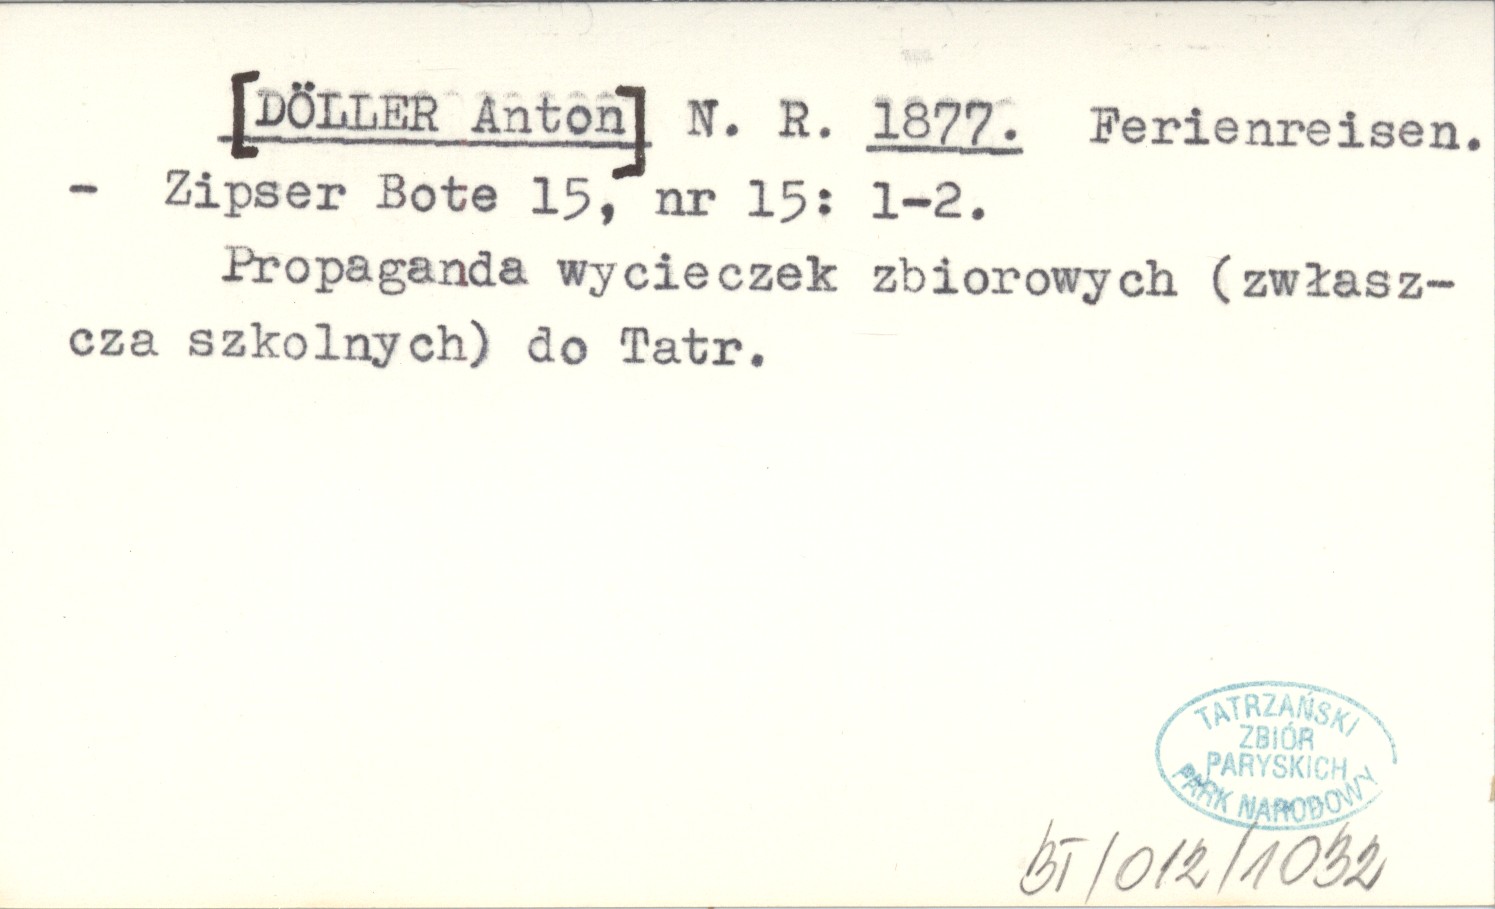 [DÖLLER Anton] N. R. 1877. Ferienreisen.
- Zipser Bote 15, nr 15: 1-2.
Propaganda wycieczek zbiorowych (zwłasz-
cza szkolnych) do Tatr.
TATRZAŃSKI
ZBIÓR
PARYSKICH
PARK NARODOWY
BT/012/1032